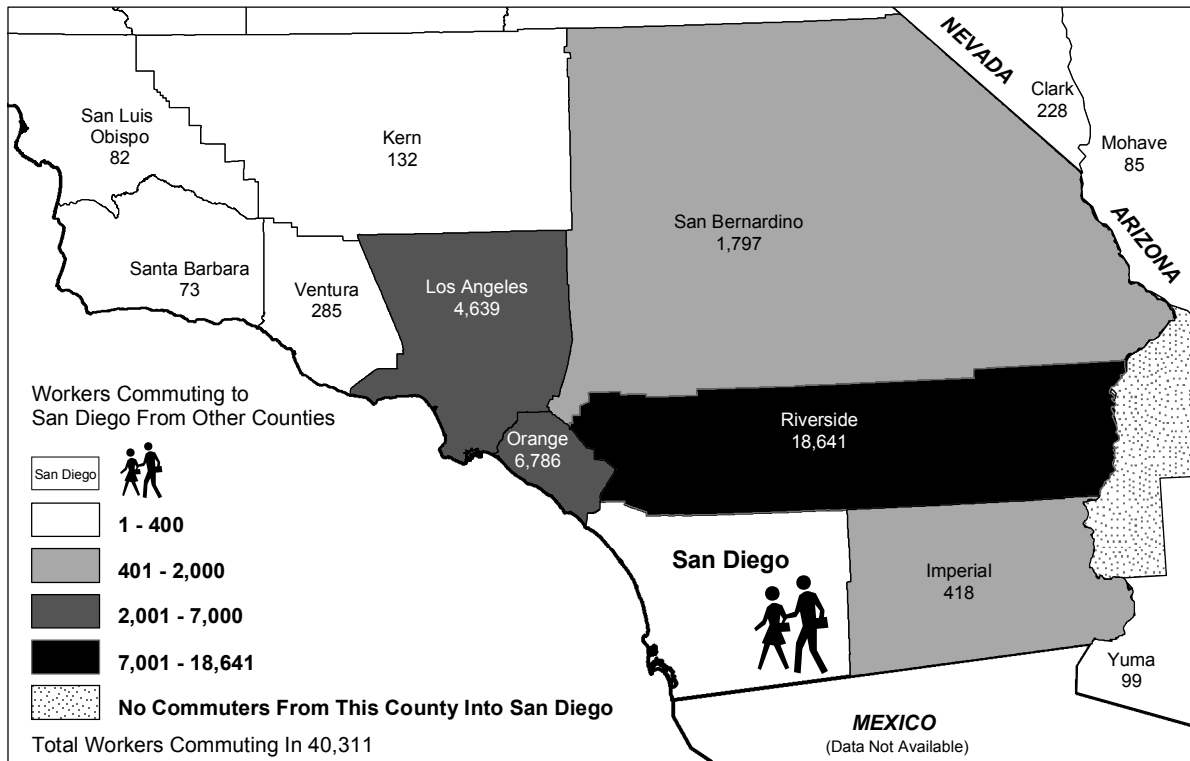 NEVADA
Clark
228
San Luis
Obispo
82
Kern
132
Mohave
85
ARIZONA
San Bernardino
1,797
Santa Barbara
73
Ventura
285
Los Angeles
4,639
Orange
6,786
Riverside
18,641
San Diego
Imperial
418
Yuma
99
MEXICO
(Data Not Available)
Workers Commuting to
San Diego From Other Counties
San Diego
1 - 400
401 - 2,000
2,001 - 7,000
7,001 - 18,641
No Commuters From This County Into San Diego
Total Workers Commuting In 40,311